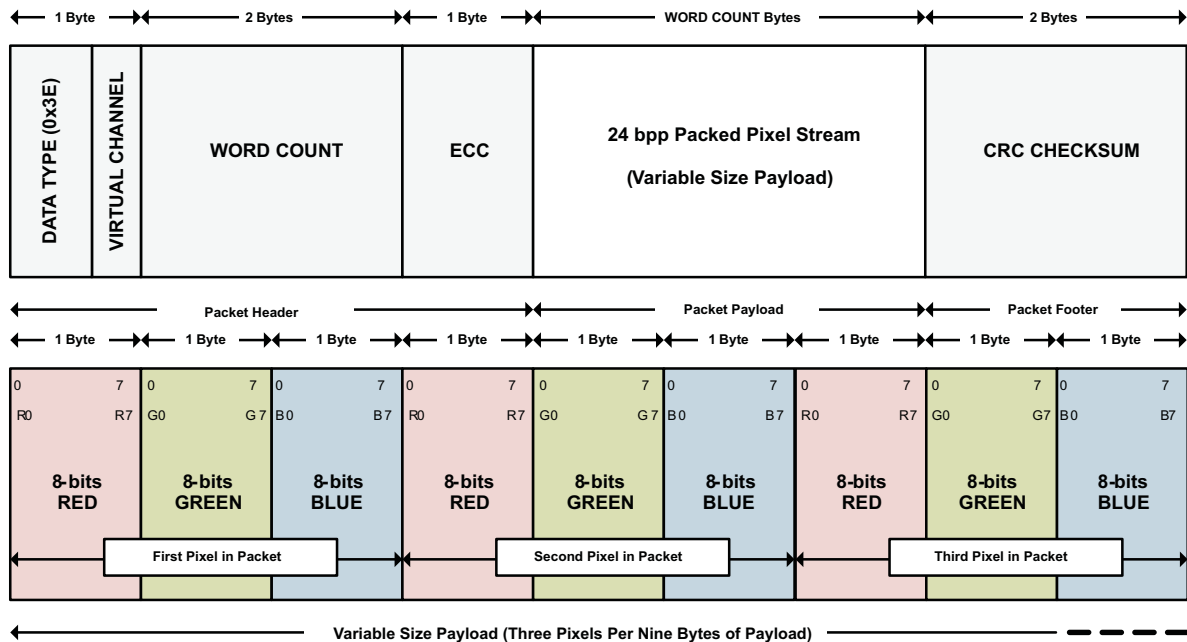 1 Byte 2 Bytes 1 Byte WORD COUNT Bytes 2 Bytes
DATA TYPE (0x3E)
VIRTUAL CHANNEL
WORD COUNT
ECC
24 bpp Packed Pixel Stream
(Variable Size Payload)
CRC CHECKSUM
Packet Header Packet Payload Packet Footer
1 Byte 1 Byte 1 Byte 1 Byte 1 Byte 1 Byte 1 Byte 1 Byte 1 Byte
0 7 0 7 0 7 0 7 0 7 0 7 0 7 0 7 0 7
R0 R7 G0 G7 B0 B7 R0 R7 G0 G7 B0 B7 R0 R7 G0 G7 B0 B7
8-bits 8-bits 8-bits 8-bits 8-bits 8-bits 8-bits 8-bits 8-bits
RED GREEN BLUE RED GREEN BLUE RED GREEN BLUE
First Pixel in Packet Second Pixel in Packet Third Pixel in Packet
Variable Size Payload (Three Pixels Per Nine Bytes of Payload)